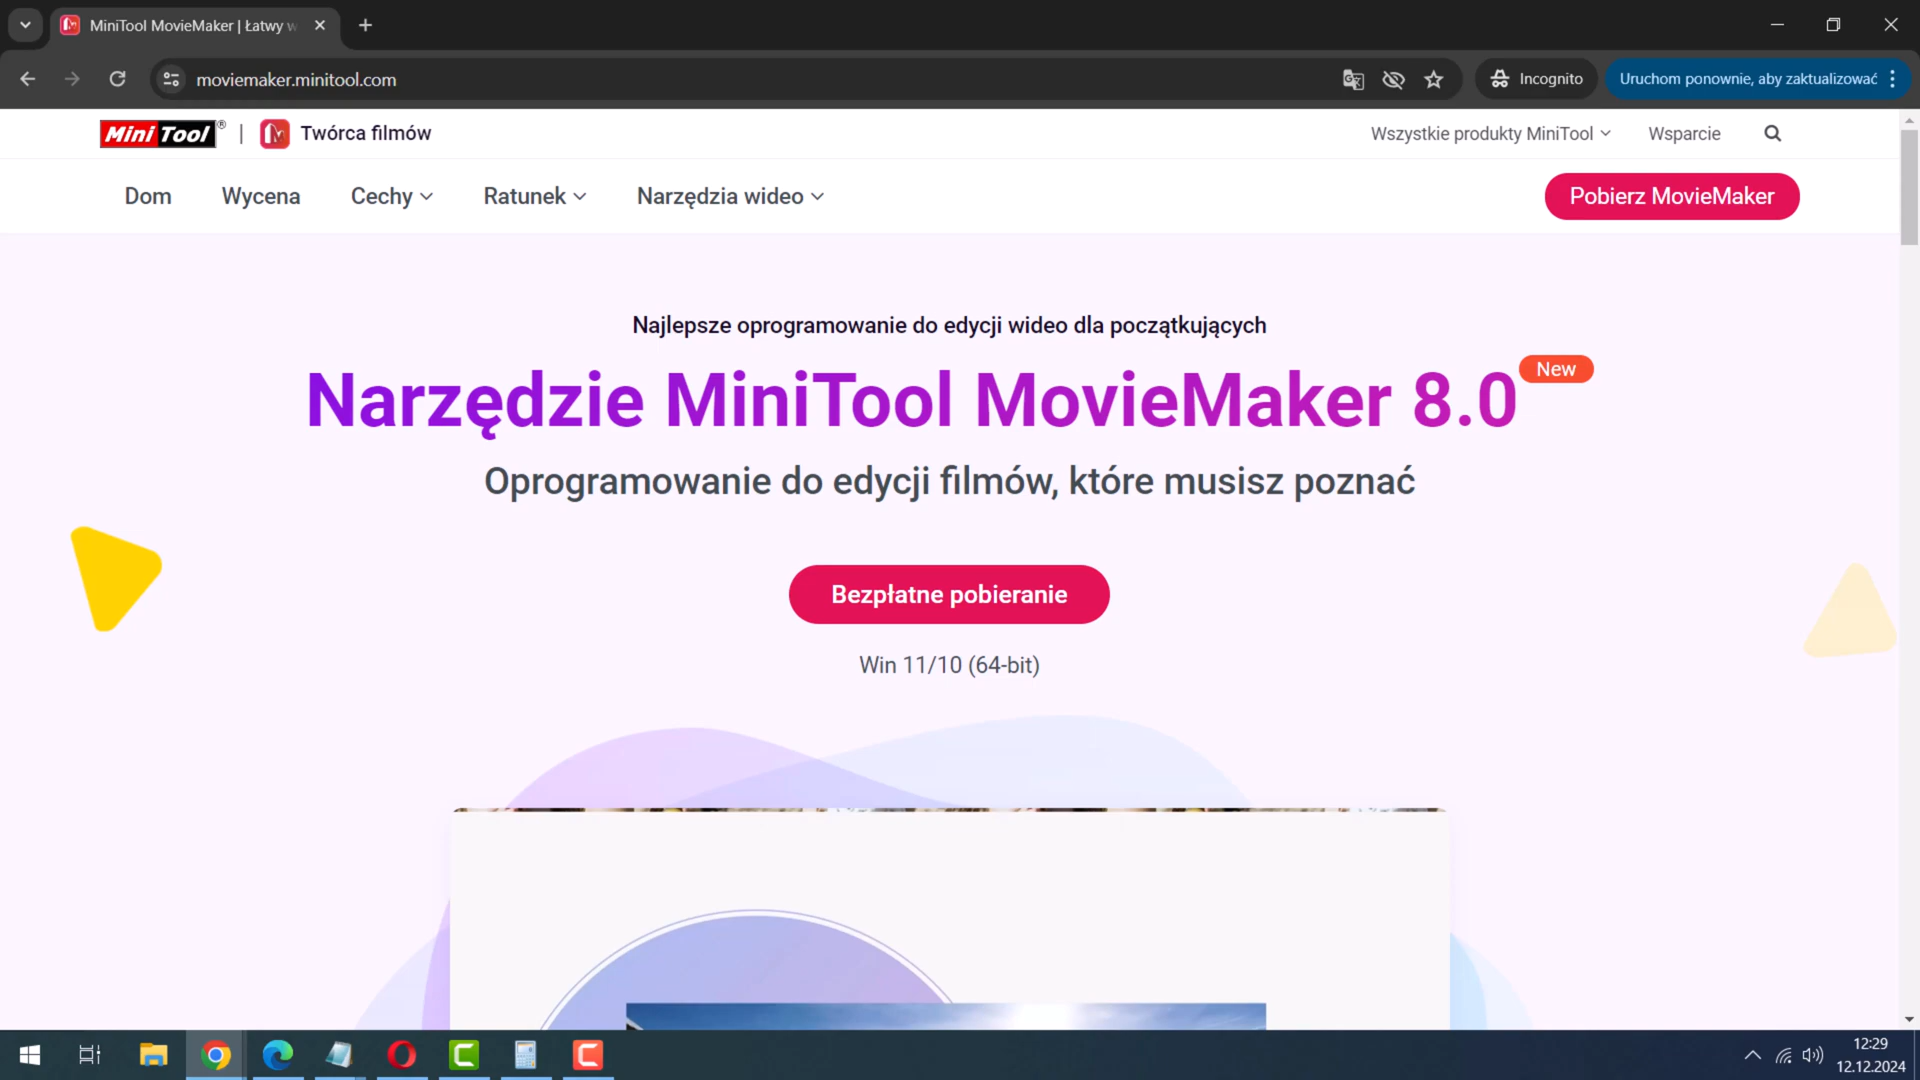 MiniTool MovieMaker | Łatwy w
moviemaker.minitool.com
Incognito
Uruchom ponownie, aby zaktualizować
Mini Tool® | Twórca filmów
Wszystkie produkty MiniTool
Wsparcie
Dom
Wycena
Cechy
Ratunek
Narzędzia wideo
Pobierz MovieMaker
Najlepsze oprogramowanie do edycji wideo dla początkujących
Narzędzie MiniTool MovieMaker 8.0
New
Oprogramowanie do edycji filmów, które musisz poznać
Bezpłatne pobieranie
Win 11/10 (64-bit)
12:29
12.12.2024